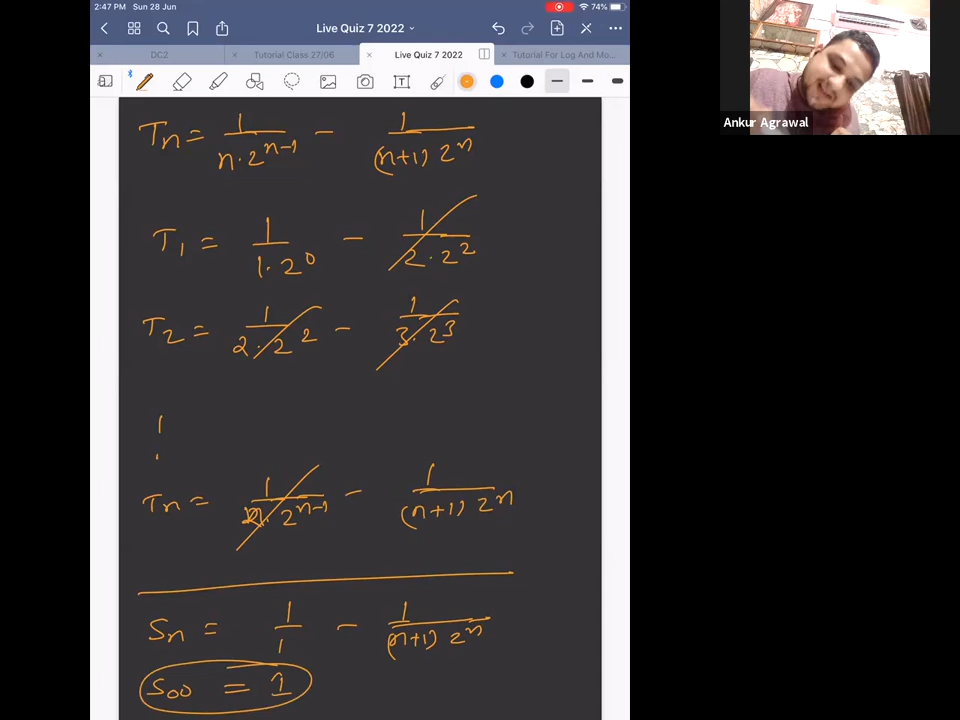 2:47 PM Sun 28 Jun 74%
Live Quiz 7 2022
DC2 Tutorial Class 27/06 Live Quiz 7 2022 Tutorial For Log And Mo...
Ankur Agrawal
Tn = 1/(n·2^(n-1)) - 1/((n+1) 2^n)
T₁ = 1/(1·2^0) - 1/(2·2^2)
T₂ = 1/(2·2^2) - 1/(3·2^3)
Tn = 1/(n·2^(n-1)) - 1/((n+1) 2^n)
Sn = 1/1 - 1/((n+1) 2^n)
S∞ = 1